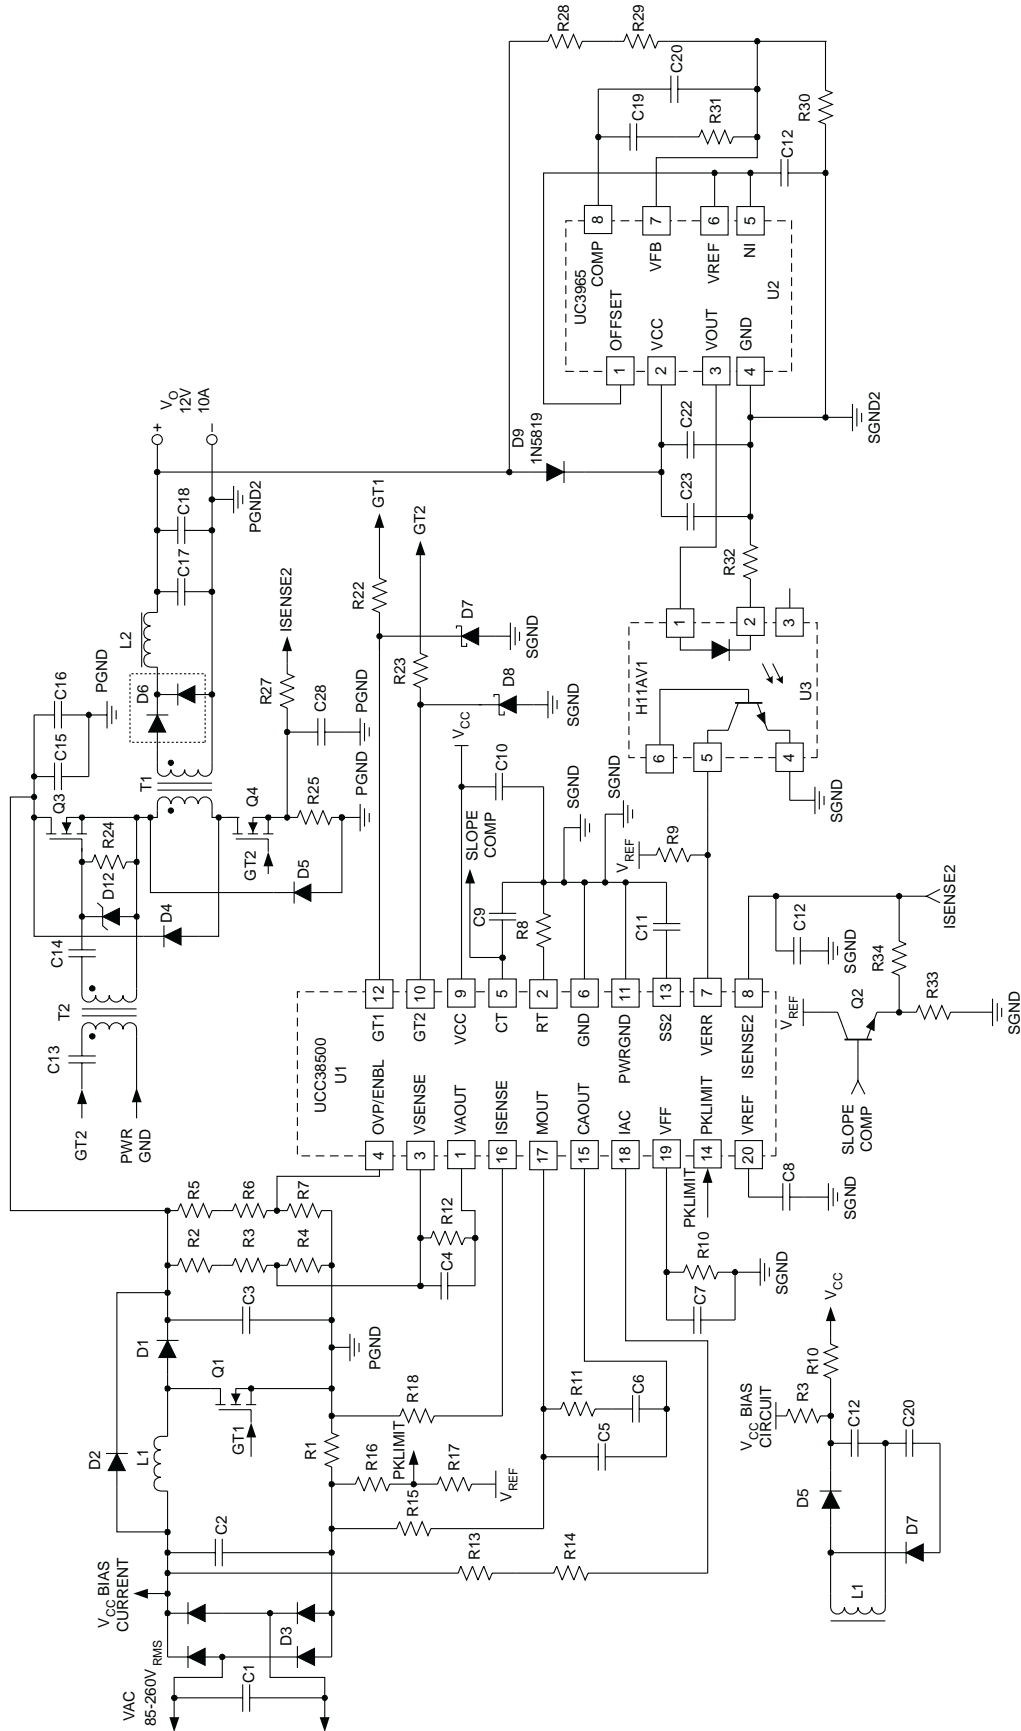 VAC
85-260V RMS
C1
D3
VCC BIAS
CURRENT
C2
D2
L1
D1
Q1
GT1
R1
C3
PGND
R2
R3
R4
R5
R6
R7
R13
R14
R15
R16
PKLIMIT
R17
VREF
R18
C5
R11
C6
C4
R12
GT2
PWR
GND
C13
T2
C14
D12
R24
D4
Q3
C15
C16
PGND
T1
D6
L2
C17
C18
VO
12V
10A
+
–
PGND2
GT2
Q4
D5
R25
PGND
C28
PGND
R27
ISENSE2
UCC38500
U1
4
OVP/ENBL
3
VSENSE
1
VAOUT
16
ISENSE
17
MOUT
15
CAOUT
18
IAC
19
VFF
14
PKLIMIT
20
VREF
GT1
12
GT2
10
VCC
9
CT
5
RT
2
GND
6
PWRGND
11
SS2
13
VERR
7
ISENSE2
8
R22
GT1
D7
SGND
R23
GT2
D8
SGND
VCC
C10
SLOPE
COMP
C9
R8
SGND
SGND
C11
VREF
R9
C7
R10
SGND
PKLIMIT
C8
SGND
C12
SGND
R34
ISENSE2
VREF
Q2
R33
SGND
SLOPE
COMP
H11AV1
U3
6
5
4
1
2
3
SGND
R32
D9
1N5819
C23
C22
SGND2
UC3965
U2
1
OFFSET
2
VCC
3
VOUT
4
GND
8
COMP
7
VFB
6
VREF
5
NI
R28
R29
C19
C20
R31
C12
R30
L1
D5
D7
VCC BIAS
CIRCUIT
R3
R10
VCC
C12
C20